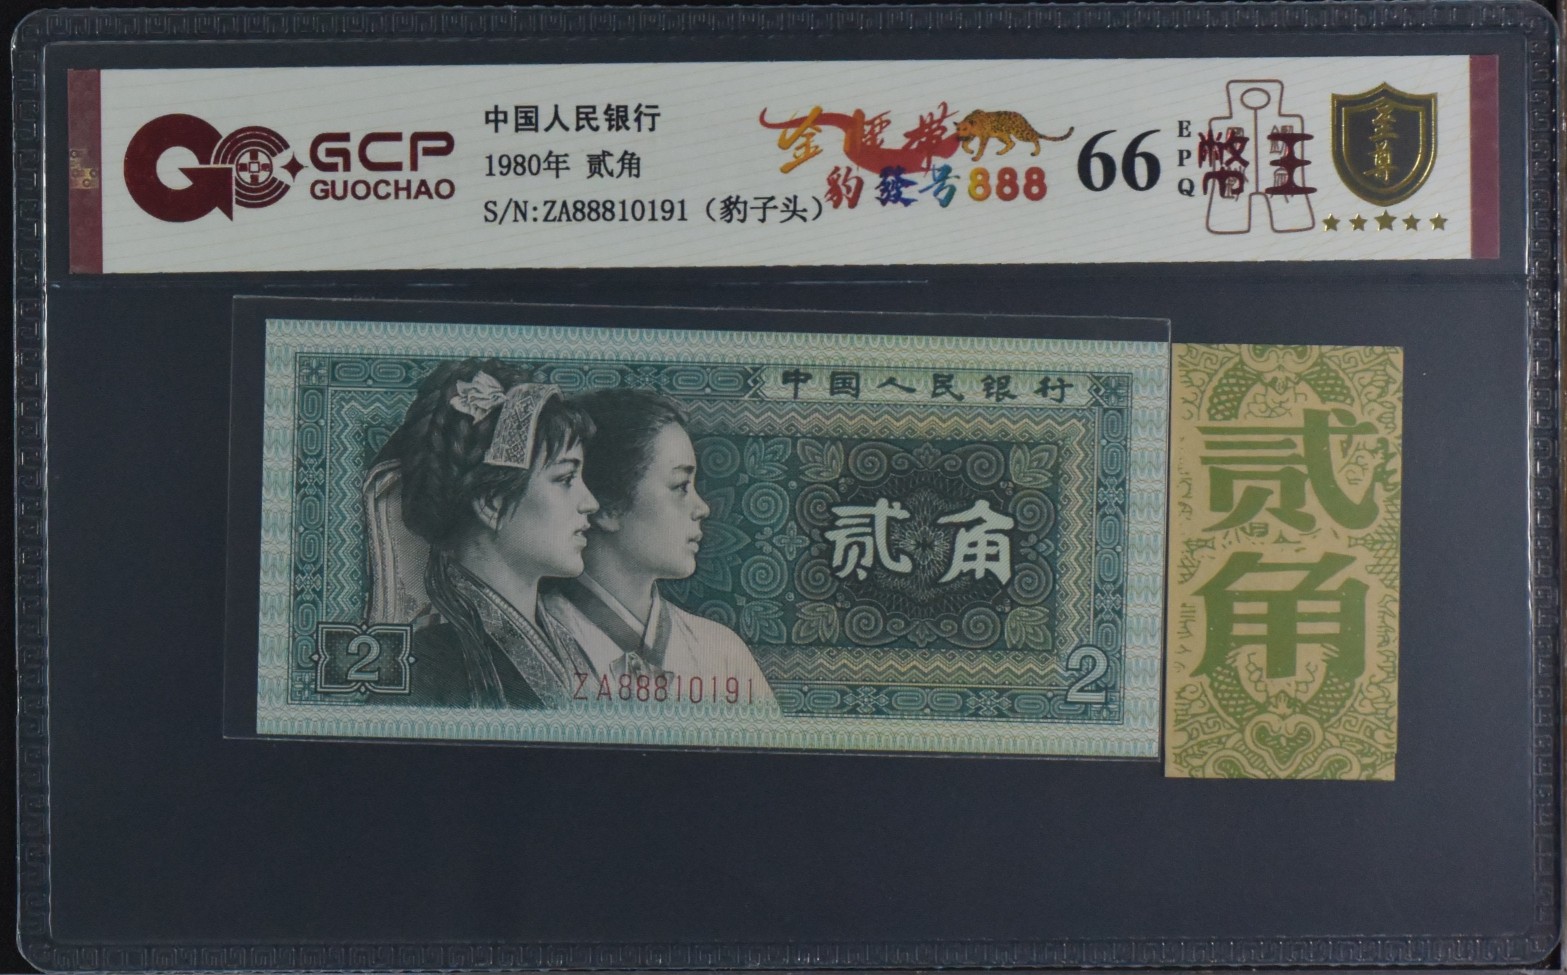 GCP
GUOCHAO
中国人民银行
1980年 贰角
S/N:ZA88810191（豹子头）
金腰带
豹發号888
66
EPQ
至尊
中国人民银行
贰角
2
ZA88810191
2
贰角